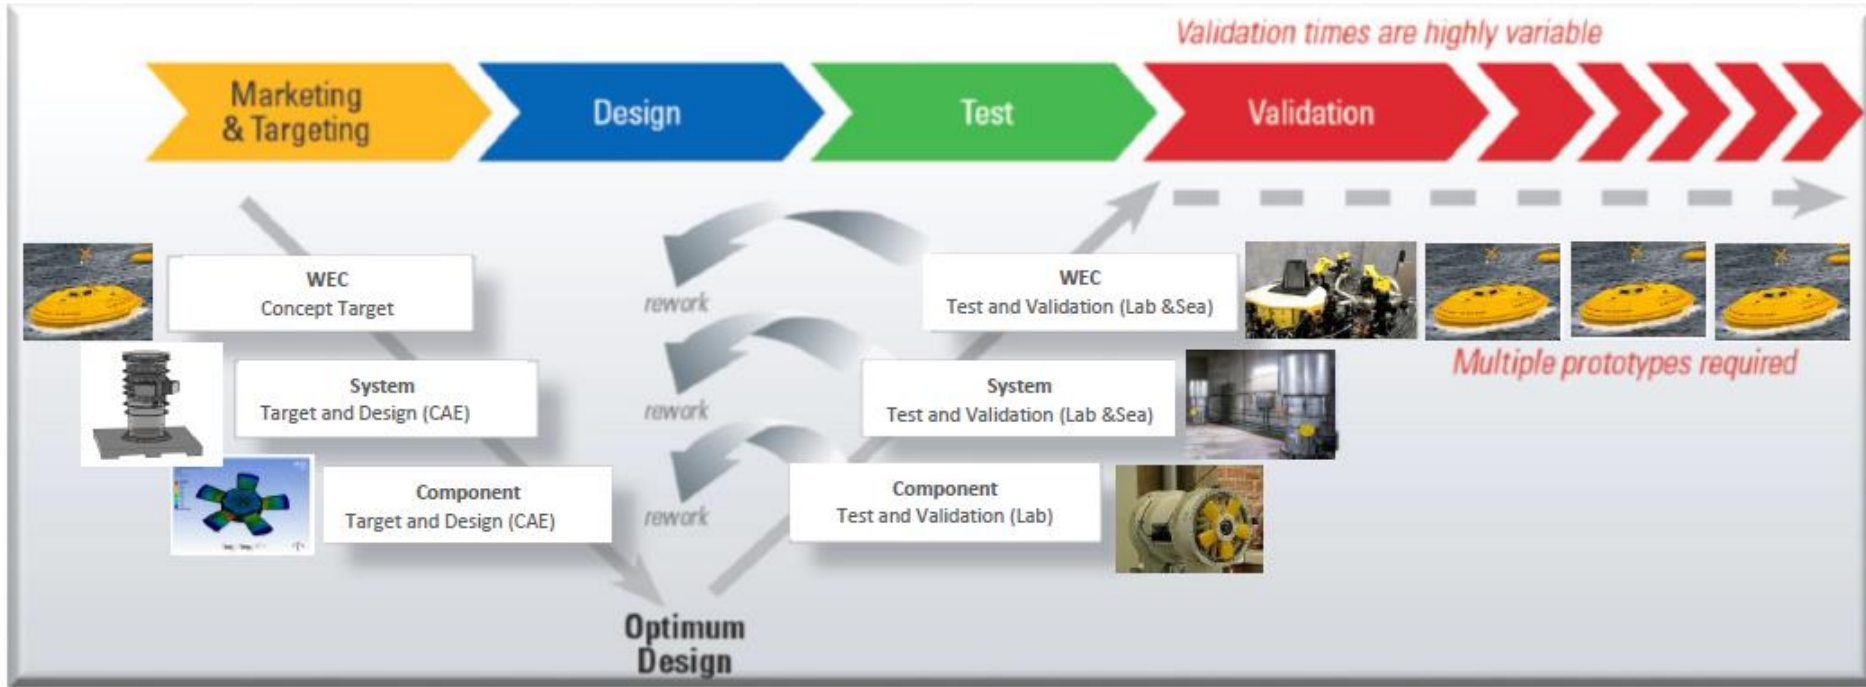 Validation times are highly variable
Marketing
& Targeting
Design
Test
Validation
WEC
Concept Target
rework
WEC
Test and Validation (Lab &Sea)
Multiple prototypes required
System
Target and Design (CAE)
rework
System
Test and Validation (Lab &Sea)
Component
Target and Design (CAE)
rework
Component
Test and Validation (Lab)
Optimum
Design